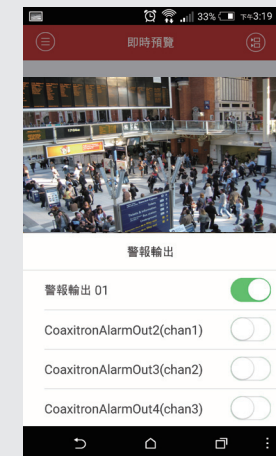 33% 下午3:19
即時預覽
警報輸出
警報輸出 01
CoaxitronAlarmOut2(chan1)
CoaxitronAlarmOut3(chan2)
CoaxitronAlarmOut4(chan3)